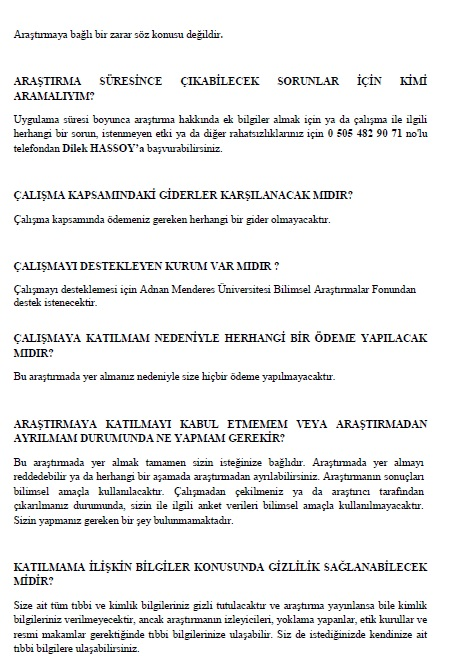 Araştırmaya bağlı bir zarar söz konusu değildir.
ARAŞTIRMA SÜRESİNCE ÇIKABİLECEK SORUNLAR İÇİN KİMİ
ARAMALIYIM?
Uygulama süresi boyunca araştırma hakkında ek bilgiler almak için ya da çalışma ile ilgili
herhangi bir sorun, istenmeyen etki ya da diğer rahatsızlıklarınız için 0 505 482 90 71 no'lu
telefondan Dilek HASSOY'a başvurabilirsiniz.
ÇALIŞMA KAPSAMINDAKİ GİDERLER KARŞILANACAK MIDIR?
Çalışma kapsamında ödemeniz gereken herhangi bir gider olmayacaktır.
ÇALIŞMAYI DESTEKLEYEN KURUM VAR MIDIR ?
Çalışmayı desteklemesi için Adnan Menderes Üniversitesi Bilimsel Araştırmalar Fonundan
destek istenecektir.
ÇALIŞMAYA KATILMAM NEDENİYLE HERHANGİ BİR ÖDEME YAPILACAK
MIDIR?
Bu araştırmada yer almanız nedeniyle size hiçbir ödeme yapılmayacaktır.
ARAŞTIRMAYA KATILMAYI KABUL ETMEMEM VEYA ARAŞTIRMADAN
AYRILMAM DURUMUNDA NE YAPMAM GEREKİR?
Bu araştırmada yer almak tamamen sizin isteğinize bağlıdır. Araştırmada yer almayı
reddedebilir ya da herhangi bir aşamada araştırmadan ayrılabilirsiniz. Araştırmanın sonuçları
bilimsel amaçla kullanılacaktır. Çalışmadan çekilmeniz ya da araştırıcı tarafından
çıkarılmanız durumunda, sizin ile ilgili anket verileri bilimsel amaçla kullanılmayacaktır.
Sizin yapmanız gereken bir şey bulunmamaktadır.
KATILMAMA İLİŞKİN BİLGİLER KONUSUNDA GİZLİLİK SAĞLANABİLECEK
MİDİR?
Size ait tüm tıbbi ve kimlik bilgileriniz gizli tutulacaktır ve araştırma yayınlansa bile kimlik
bilgileriniz verilmeyecektir, ancak araştırmanın izleyicileri, yoklama yapanlar, etik kurullar ve
resmi makamlar gerektiğinde tıbbi bilgilerinize ulaşabilir. Siz de istediğinizde kendinize ait
tıbbi bilgilere ulaşabilirsiniz.